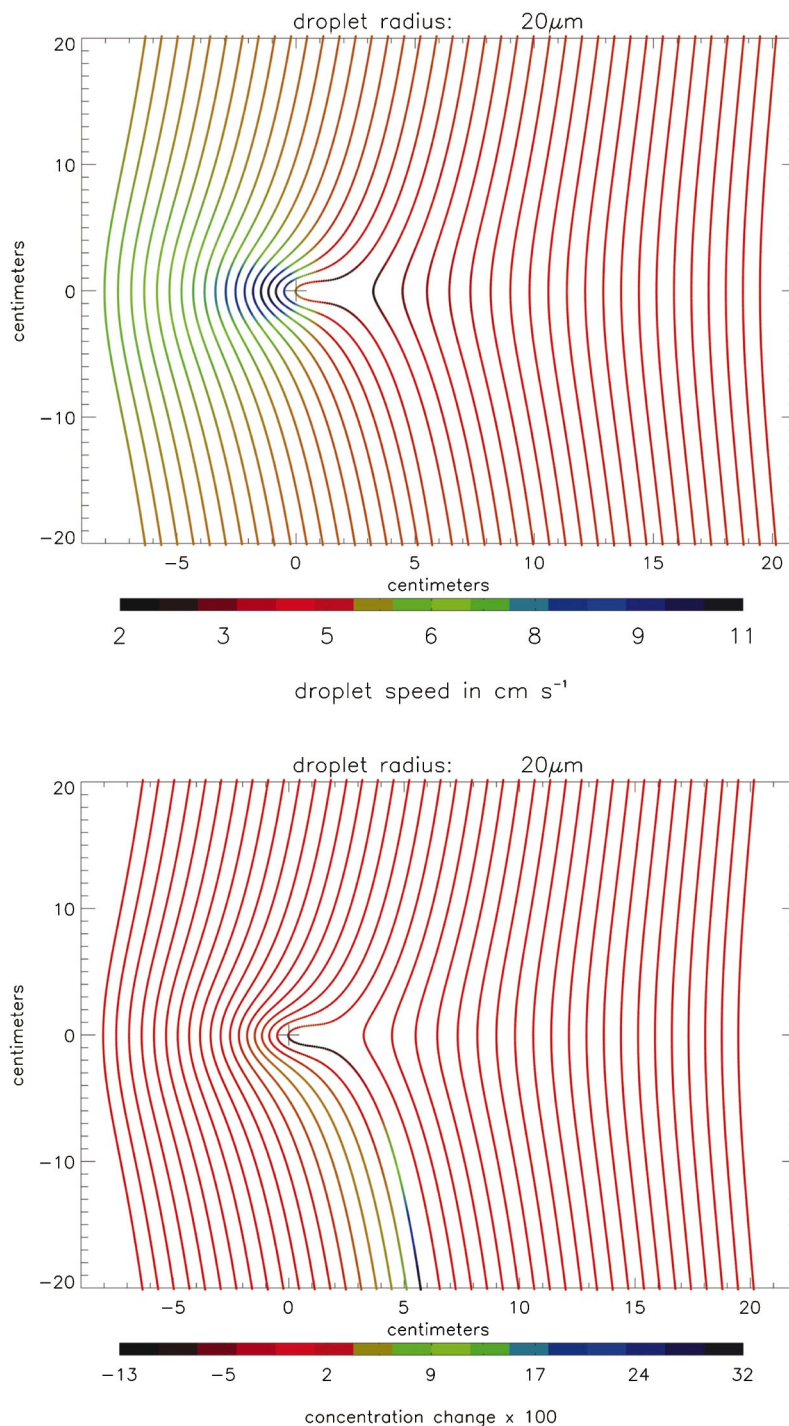 droplet radius: 20μm
20
10
0
−10
−20
centimeters
−5 0 5 10 15 20
centimeters
2 3 5 6 8 9 11
droplet speed in cm s⁻¹
droplet radius: 20μm
20
10
0
−10
−20
centimeters
−5 0 5 10 15 20
centimeters
−13 −5 2 9 17 24 32
concentration change x 100